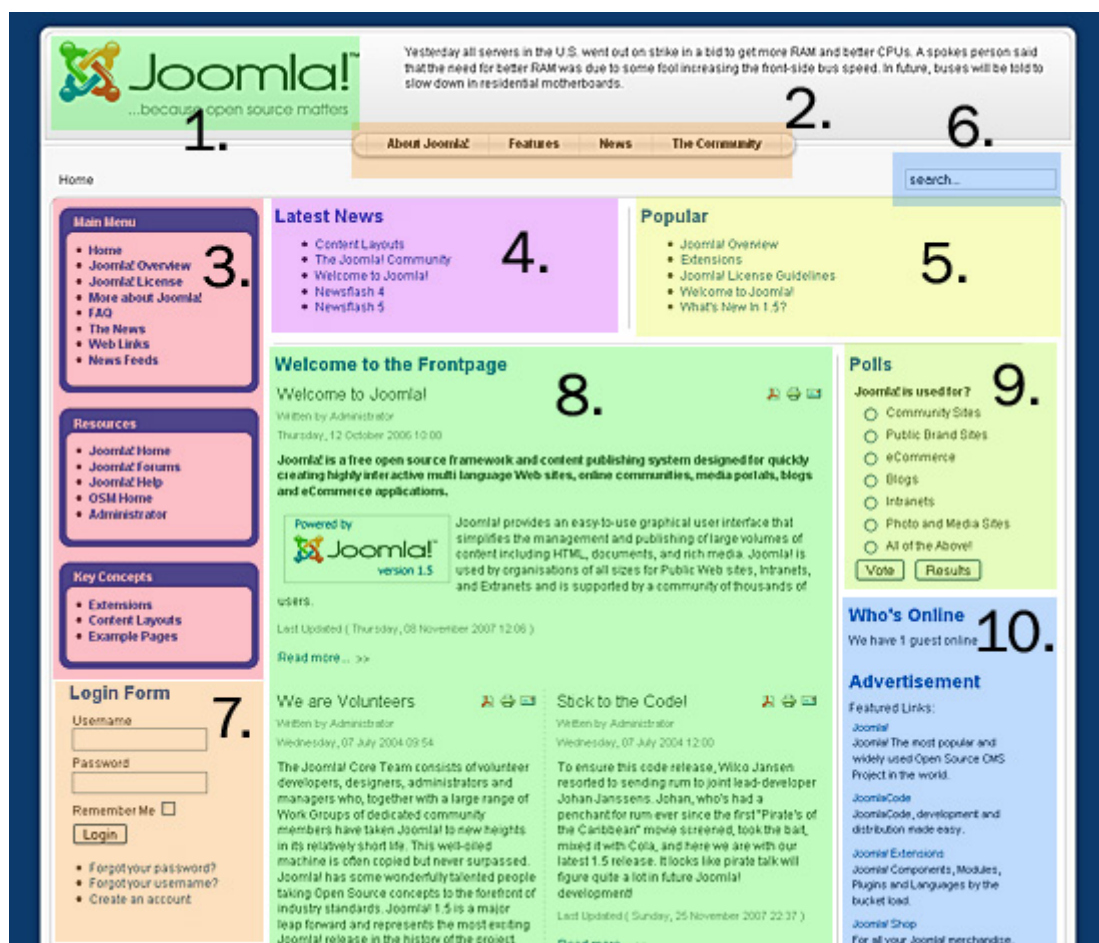 Joomla!™
...because open source matters
1.
Yesterday all servers in the U.S. went out on strike in a bid to get more RAM and better CPUs. A spokes person said
that the need for better RAM was due to some fool increasing the front-side bus speed. In future, buses will be told to
slow down in residential motherboards.
2.
About Joomla! Features News The Community
6.
Home
search...
Main Menu
3.
Home
Joomla! Overview
Joomla! License
More about Joomla!
FAQ
The News
Web Links
News Feeds
Resources
Joomla! Home
Joomla! Forums
Joomla! Help
OSM Home
Administrator
Key Concepts
Extensions
Content Layouts
Example Pages
Login Form
7.
Username
Password
Remember Me
Login
Forgot your password?
Forgot your username?
Create an account
Latest News
4.
Content Layouts
The Joomla! Community
Welcome to Joomla!
Newsflash 4
Newsflash 5
Popular
5.
Joomla! Overview
Extensions
Joomla! License Guidelines
Welcome to Joomla!
What's New In 1.5?
Welcome to the Frontpage
8.
Welcome to Joomla!
Written by Administrator
Thursday, 12 October 2006 10:00
Joomla! is a free open source framework and content publishing system designed for quickly
creating highly interactive multi language Web sites, online communities, media portals, blogs
and eCommerce applications.
Powered by
Joomla!™
version 1.5
Joomla! provides an easy-to-use graphical user interface that
simplifies the management and publishing of large volumes of
content including HTML, documents, and rich media. Joomla! is
used by organisations of all sizes for Public Web sites, Intranets,
and Extranets and is supported by a community of thousands of
users.
Last Updated ( Thursday, 08 November 2007 12:06 )
Read more... >>
We are Volunteers
Written by Administrator
Wednesday, 07 July 2004 09:54
The Joomla! Core Team consists of volunteer
developers, designers, administrators and
managers who, together with a large range of
Work Groups of dedicated community
members have taken Joomla! to new heights
in its relatively short life. This well-oiled
machine is often copied but never surpassed.
Joomla! has some wonderfully talented people
taking Open Source concepts to the forefront of
industry standards. Joomla! 1.5 is a major
leap forward and represents the most exciting
Joomla! release in the history of the project
Stick to the Code!
Written by Administrator
Wednesday, 07 July 2004 12:00
To ensure this code release, Wilco Jansen
resorted to sending rum to joint lead-developer
Johan Janssens. Johan, who's had a
penchant for rum ever since the first "Pirate's of
the Caribbean" movie screened, took the bait,
mixed it with Cola, and here we are with our
latest 1.5 release. It looks like pirate talk will
figure quite a lot in future Joomla!
development!
Last Updated ( Sunday, 25 November 2007 22:37 )
Read more... >>
Polls
9.
Joomla! is used for?
Community Sites
Public Brand Sites
eCommerce
Blogs
Intranets
Photo and Media Sites
All of the Above!
Vote Results
Who's Online
10.
We have 1 guest online
Advertisement
Featured Links:
Joomla!
Joomla! The most popular and
widely used Open Source CMS
Project in the world.
JoomlaCode
JoomlaCode, development and
distribution made easy.
Joomla! Extensions
Joomla! Components, Modules,
Plugins and Languages by the
bucket load.
Joomla! Shop
For all your Joomla! merchandise.